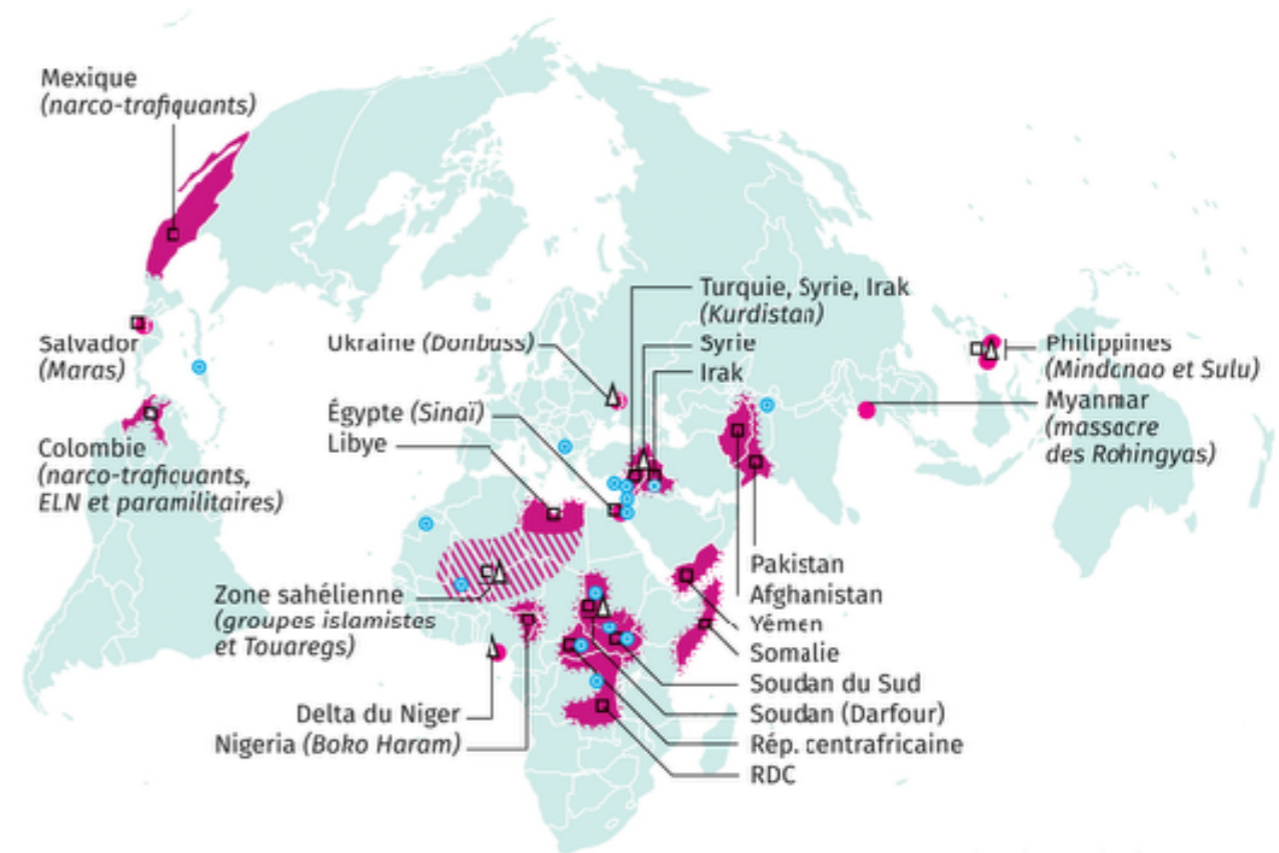 Mexique
(narco-trafiquants)
Salvador
(Maras)
Colombie
(narco-trafiquants,
ELN et paramilitaires)
Ukraine (Donbass)
Égypte (Sinaï)
Libye
Turquie, Syrie, Irak
(Kurdistan)
Syrie
Irak
Philippines
(Mindanao et Sulu)
Myanmar
(massacre
des Rohingyas)
Zone sahélienne
(groupes islamistes
et Touaregs)
Delta du Niger
Nigeria (Boko Haram)
Pakistan
Afghanistan
Yémen
Somalie
Soudan du Sud
Soudan (Darfour)
Rép. centrafricaine
RDC